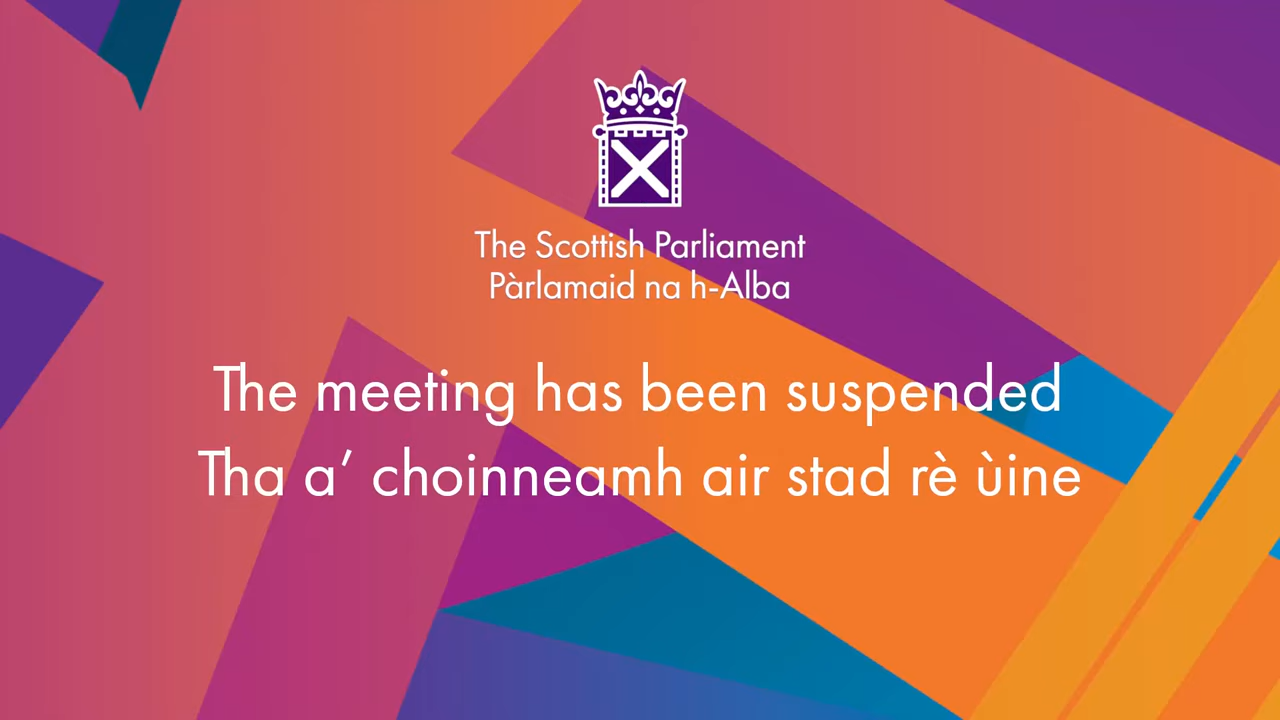 The Scottish Parliament
Pàrlamaid na h-Alba
The meeting has been suspended
Tha a’ choinneamh air stad rè ùine